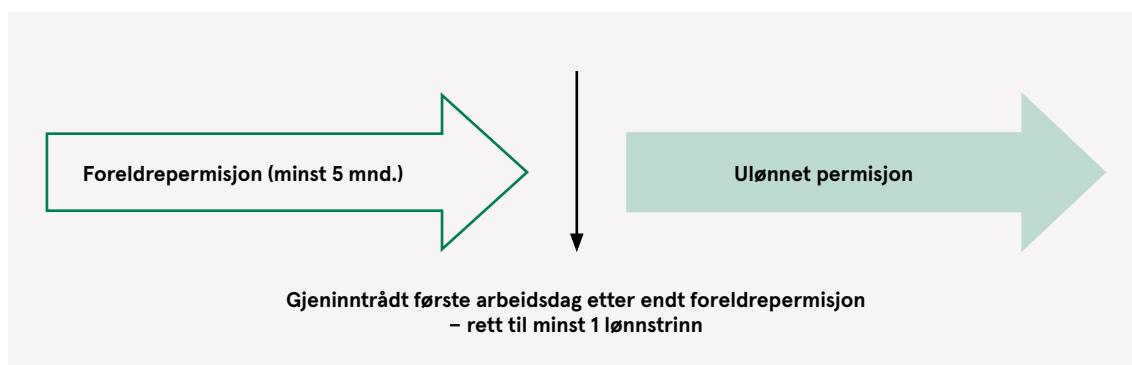 Foreldrepermisjon (minst 5 mnd.)
Ulønnet permisjon
Gjeninntrådt første arbeidsdag etter endt foreldrepermisjon
– rett til minst 1 lønnstrinn